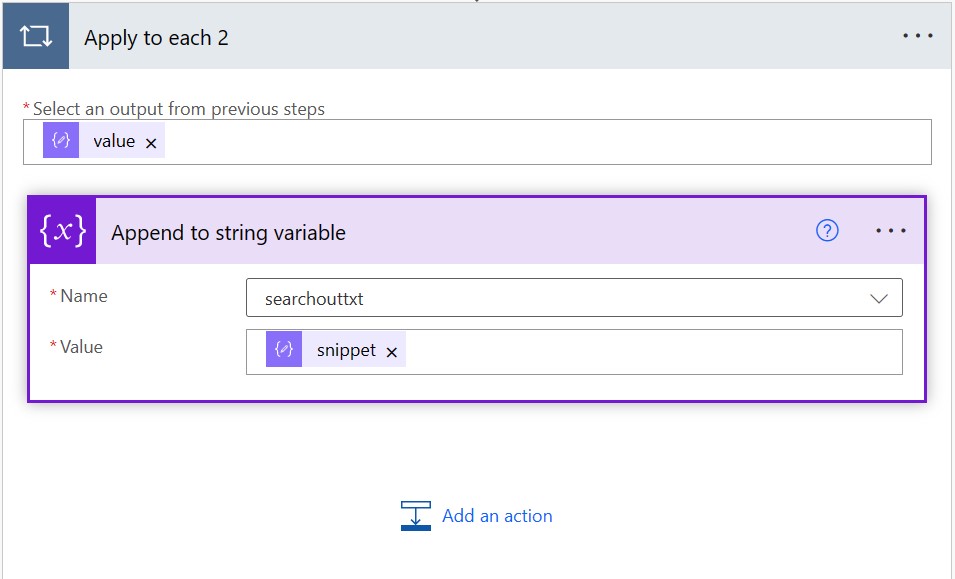 Apply to each 2
* Select an output from previous steps
value
{x} Append to string variable
* Name searchouttxt
* Value snippet
Add an action